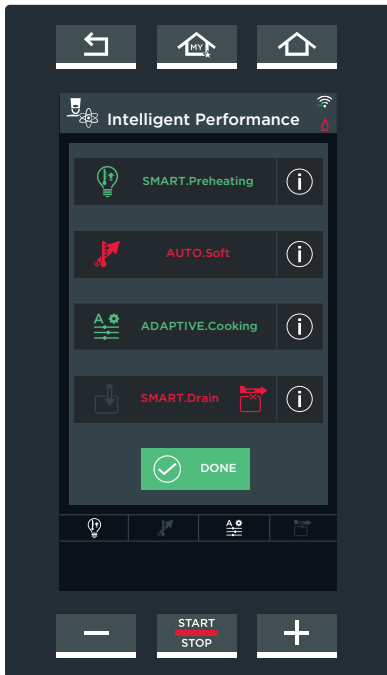 MY
Intelligent Performance
SMART.Preheating
i
AUTO.Soft
i
A
ADAPTIVE.Cooking
i
SMART.Drain
i
DONE
A
START
STOP